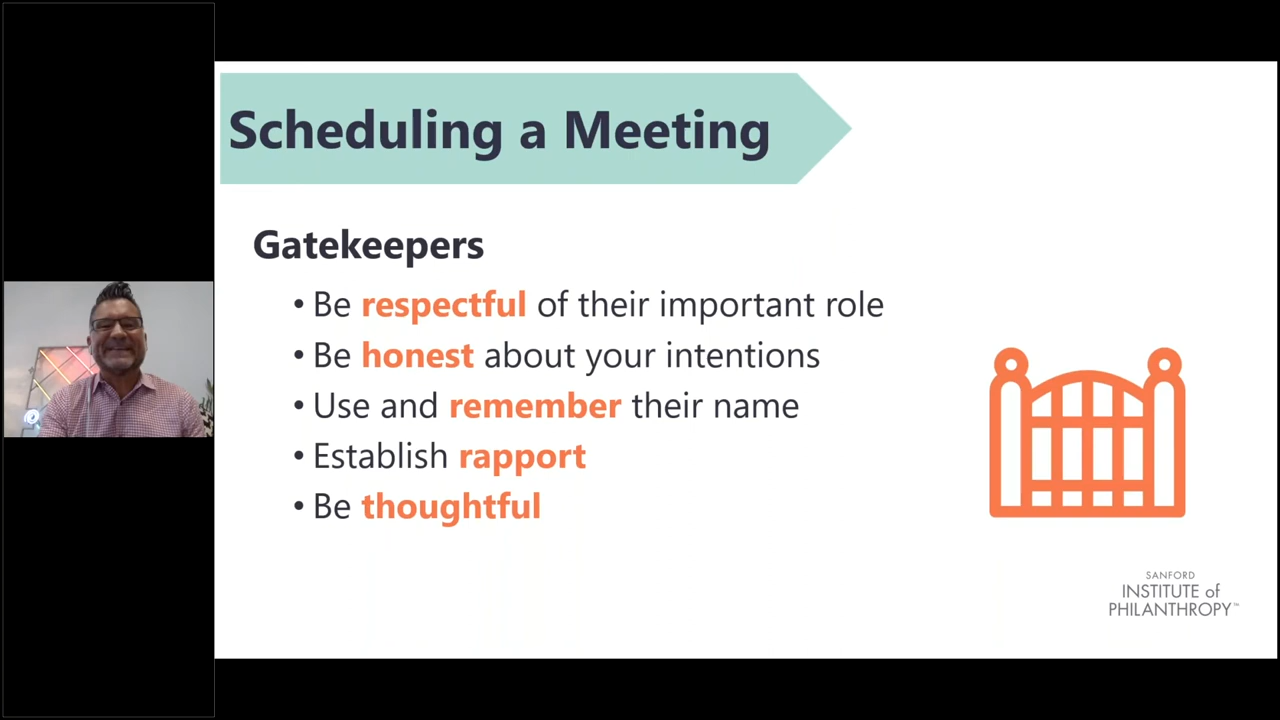 Scheduling a Meeting
Gatekeepers
• Be respectful of their important role
• Be honest about your intentions
• Use and remember their name
• Establish rapport
• Be thoughtful
SANFORD
INSTITUTE of
PHILANTHROPY™